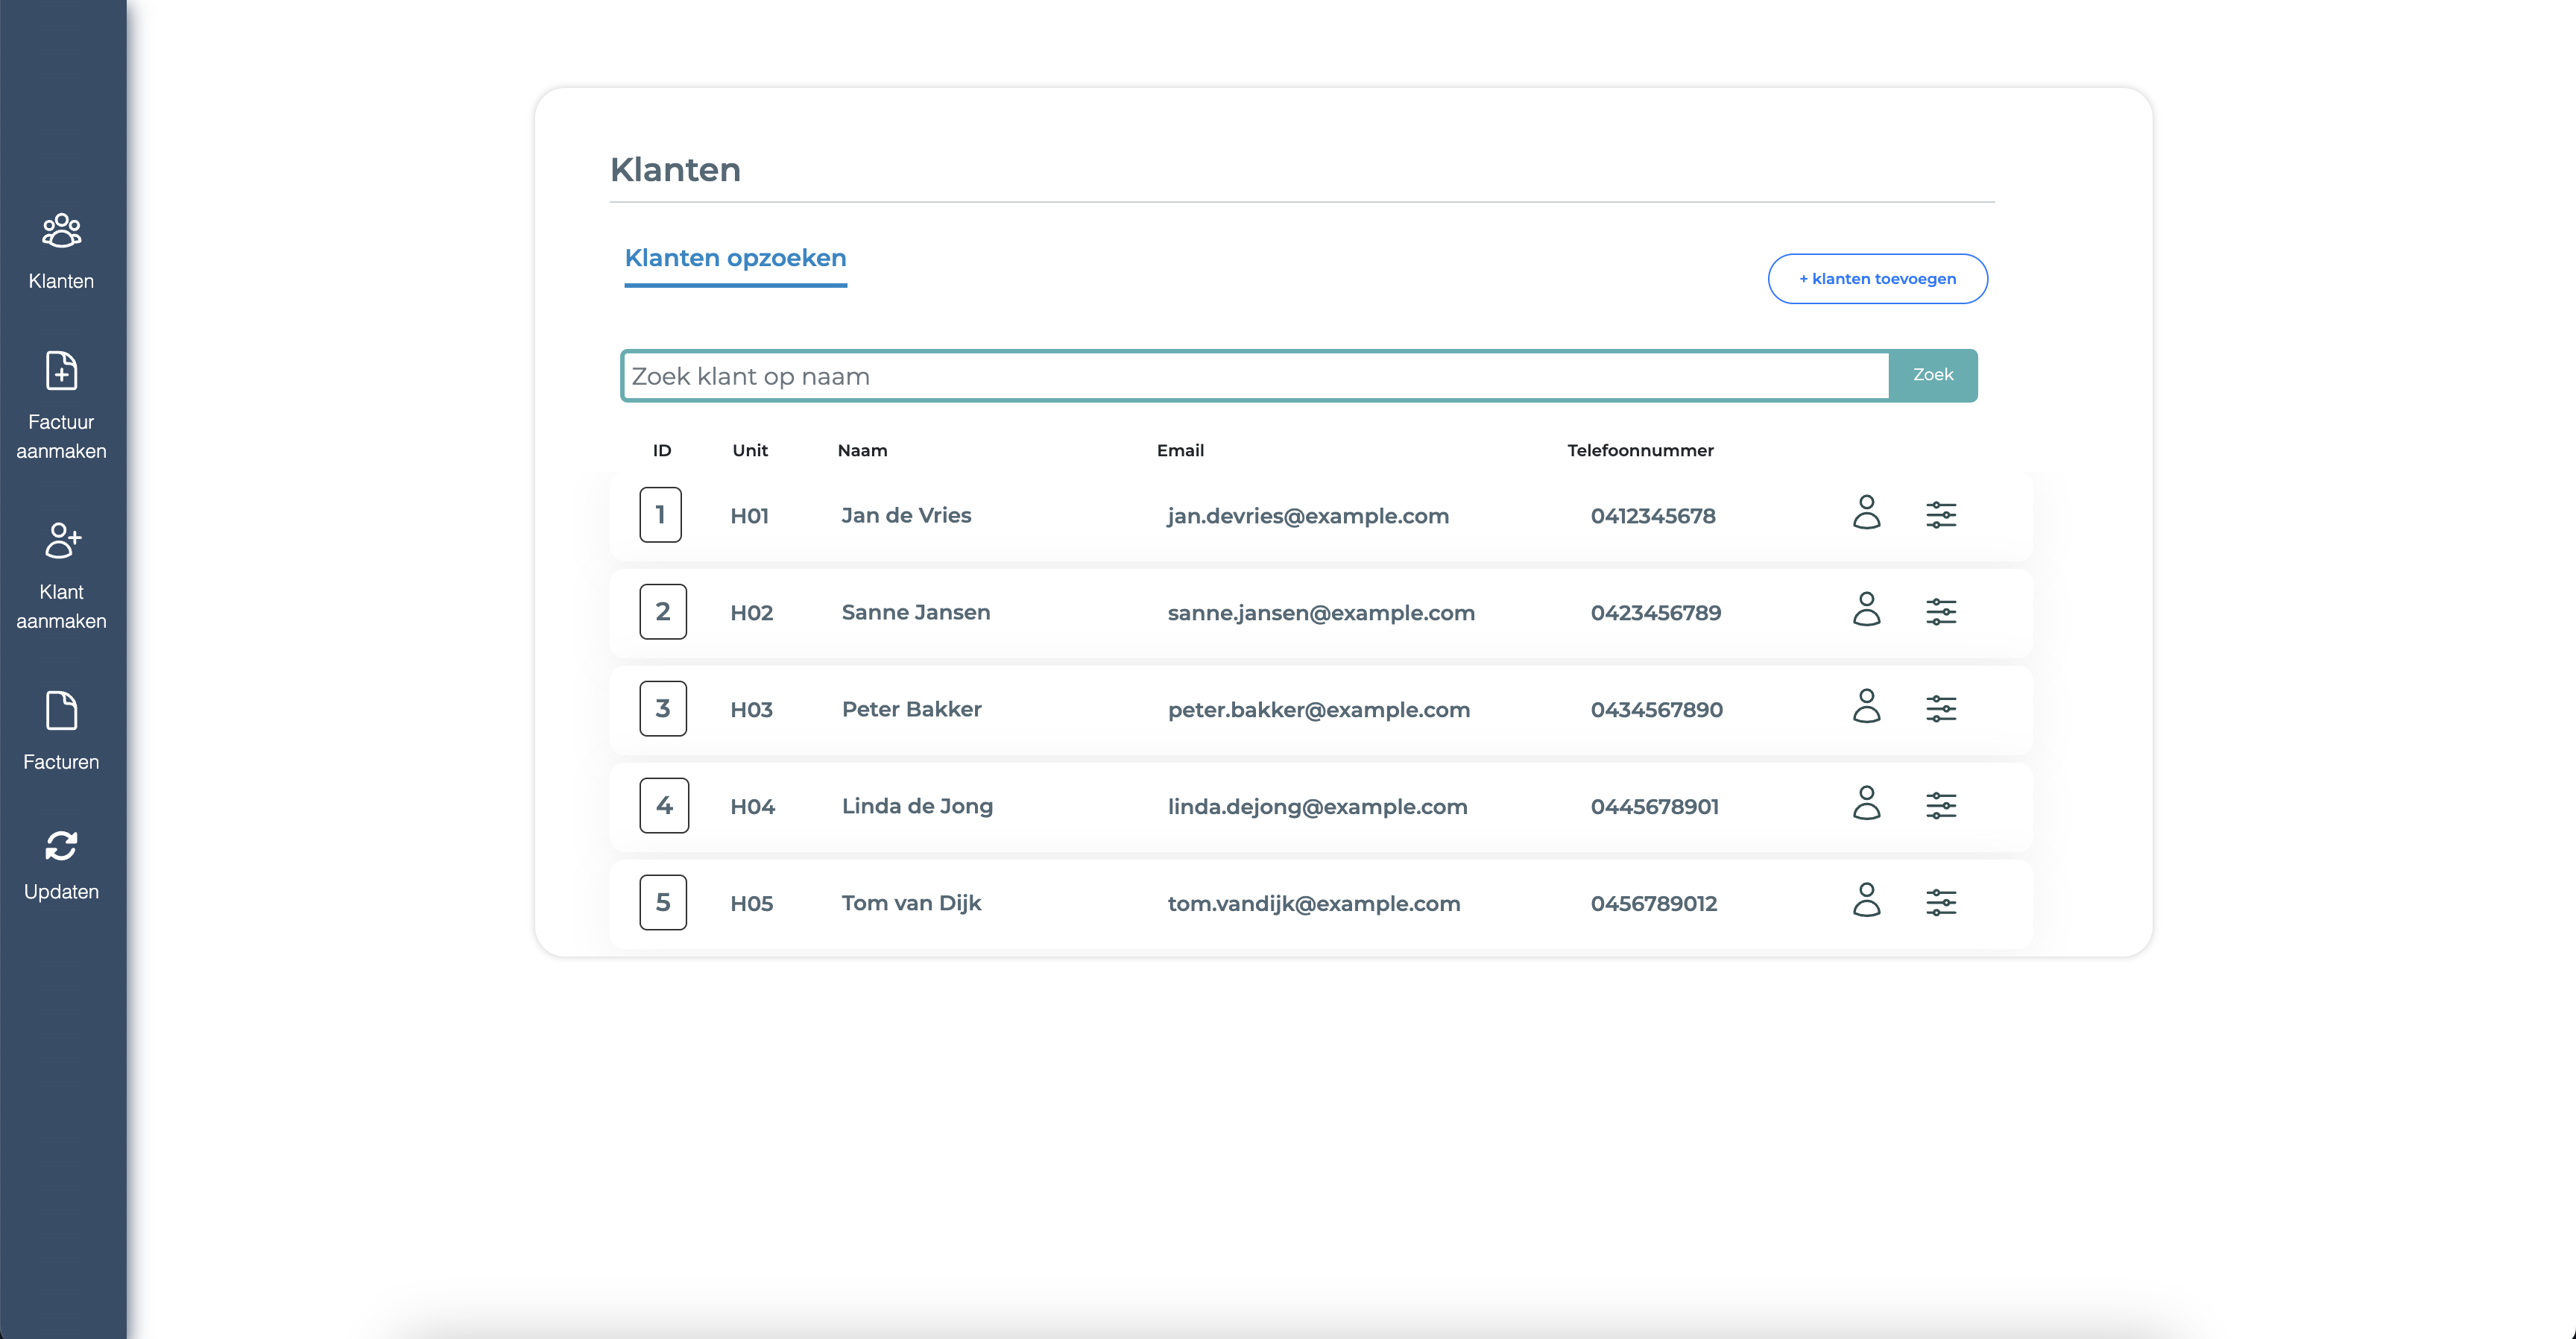 Klanten
Factuur
aanmaken
Klant
aanmaken
Facturen
Updaten
Klanten
Klanten opzoeken
+ klanten toevoegen
Zoek klant op naam Zoek
ID Unit Naam Email Telefoonnummer
1 H01 Jan de Vries jan.devries@example.com 0412345678
2 H02 Sanne Jansen sanne.jansen@example.com 0423456789
3 H03 Peter Bakker peter.bakker@example.com 0434567890
4 H04 Linda de Jong linda.dejong@example.com 0445678901
5 H05 Tom van Dijk tom.vandijk@example.com 0456789012